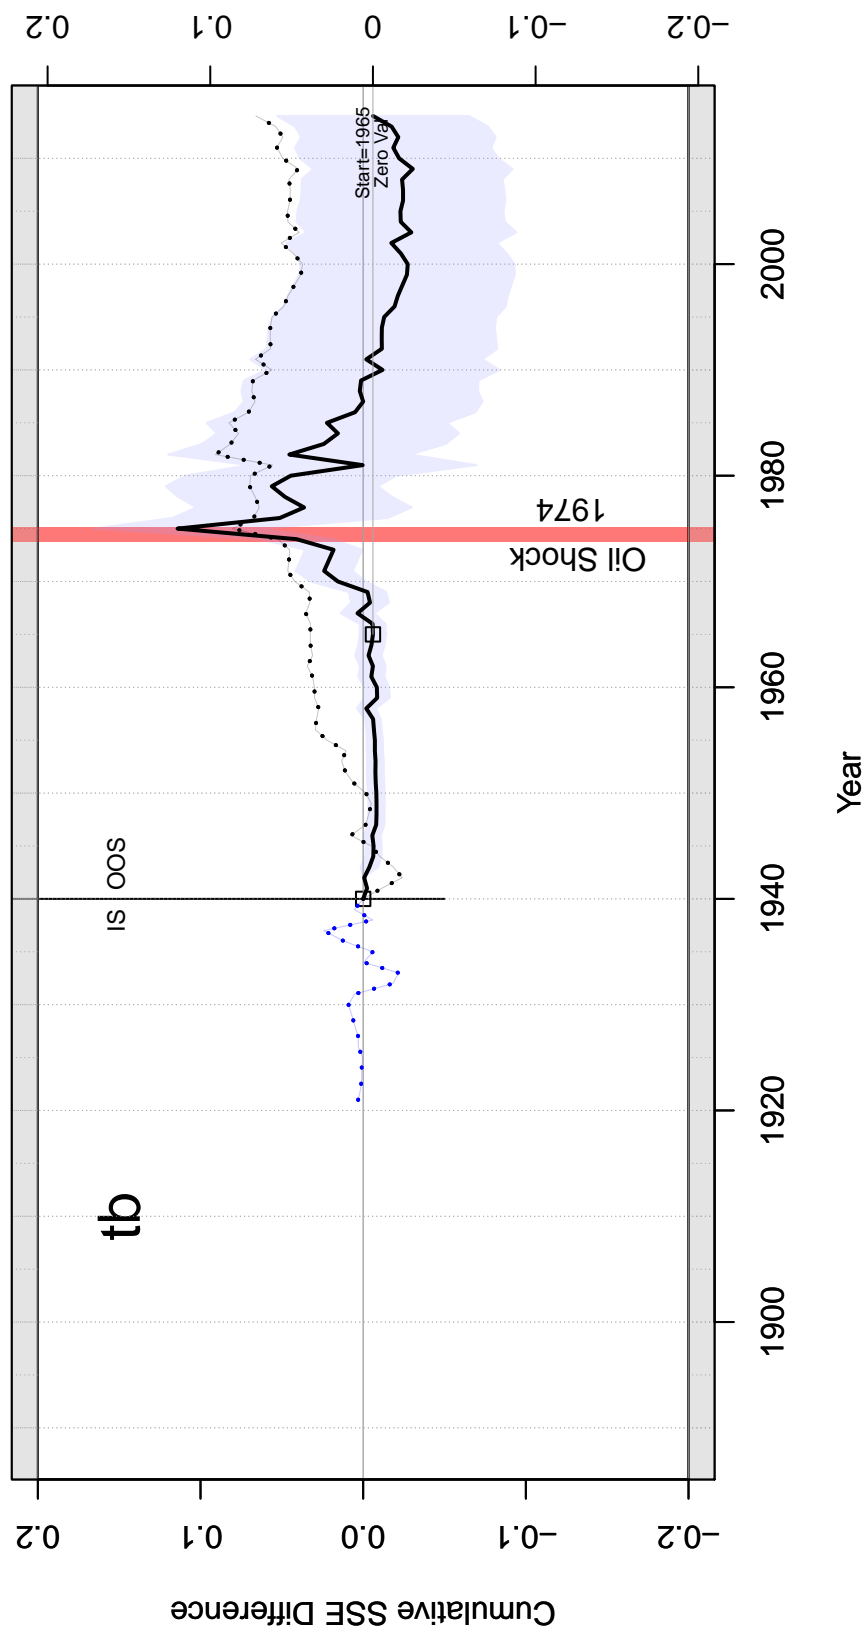 Cumulative SSE Difference
0.2
0.1
0.0
−0.1
−0.2
tb
IS
OOS
Oil Shock
1974
Start=1965
Zero Val
0.2
0.1
0
−0.1
−0.2
1900
1920
1940
1960
1980
2000
Year